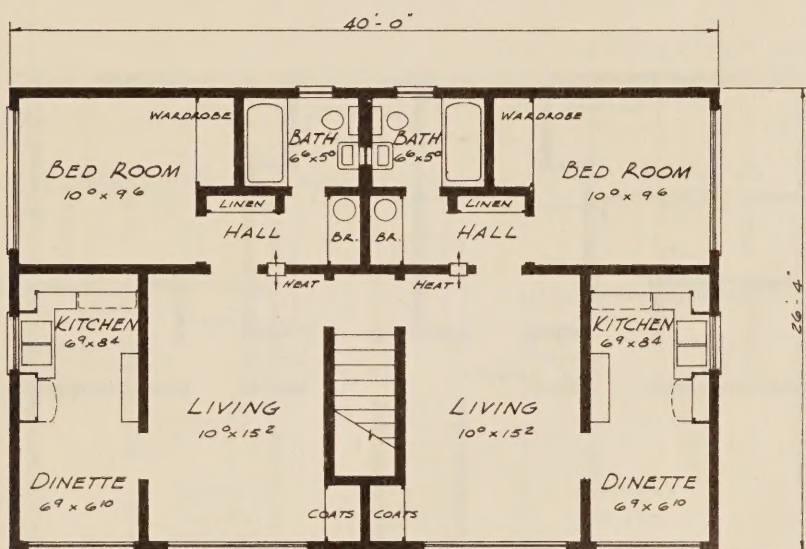 40'-0"
WARDROBE
BATH
6⁶x5⁰
BATH
6⁶x5⁰
WARDROBE
BED ROOM
10⁰ x 9⁶
BED ROOM
10⁰ x 9⁶
LINEN
LINEN
HALL
BR.
BR.
HALL
HEAT
HEAT
26'-4"
KITCHEN
6⁹x8⁴
KITCHEN
6⁹x8⁴
LIVING
10⁰x15²
LIVING
10⁰x15²
DINETTE
6⁹ x 6¹⁰
DINETTE
6⁹ x 6¹⁰
COATS
COATS